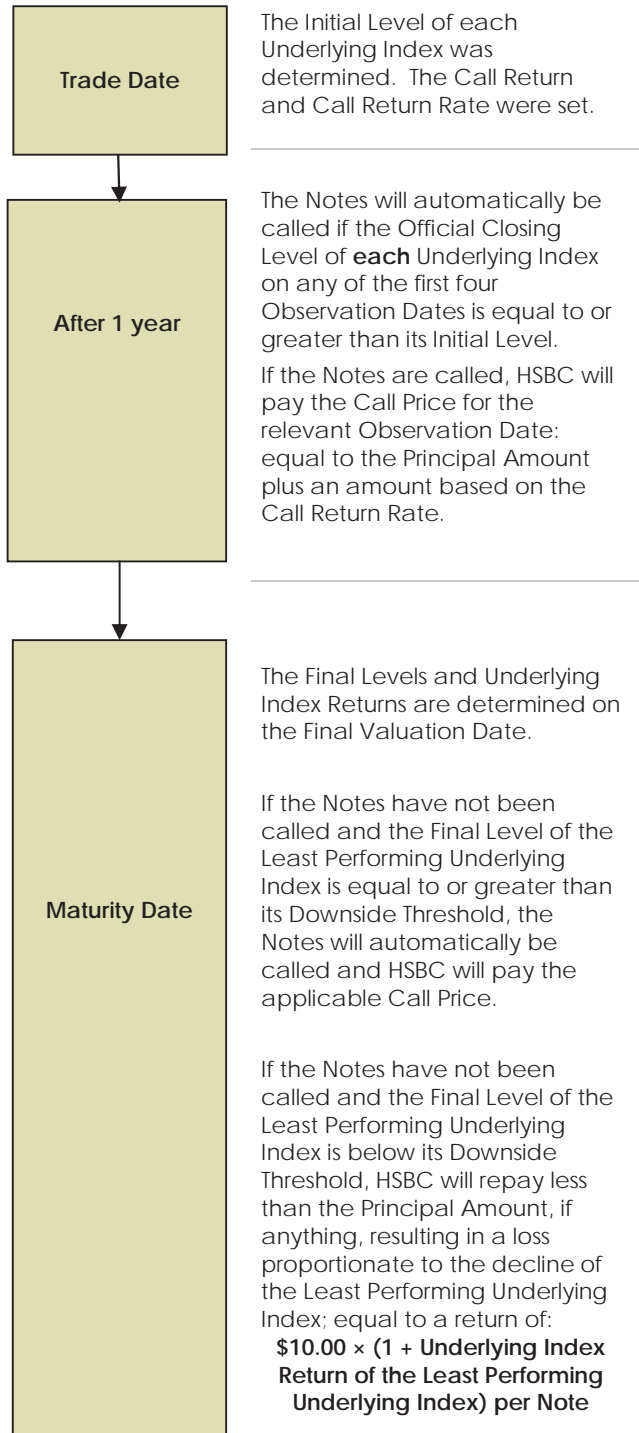 Trade Date
The Initial Level of each
Underlying Index was
determined.  The Call Return
and Call Return Rate were set.
After 1 year
The Notes will automatically be
called if the Official Closing
Level of each Underlying Index
on any of the first four
Observation Dates is equal to or
greater than its Initial Level.
If the Notes are called, HSBC will
pay the Call Price for the
relevant Observation Date:
equal to the Principal Amount
plus an amount based on the
Call Return Rate.
Maturity Date
The Final Levels and Underlying
Index Returns are determined on
the Final Valuation Date.
If the Notes have not been
called and the Final Level of the
Least Performing Underlying
Index is equal to or greater than
its Downside Threshold, the
Notes will automatically be
called and HSBC will pay the
applicable Call Price.
If the Notes have not been
called and the Final Level of the
Least Performing Underlying
Index is below its Downside
Threshold, HSBC will repay less
than the Principal Amount, if
anything, resulting in a loss
proportionate to the decline of
the Least Performing Underlying
Index; equal to a return of:
$10.00 × (1 + Underlying Index
Return of the Least Performing
Underlying Index) per Note